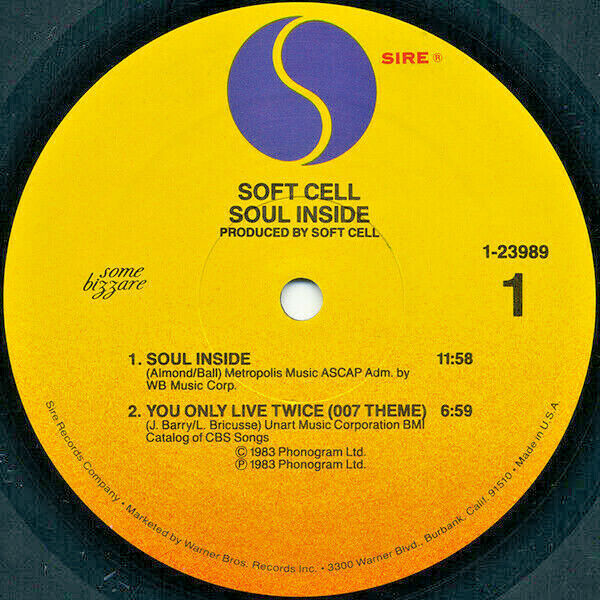 SIRE ®
SOFT CELL
SOUL INSIDE
PRODUCED BY SOFT CELL
1-23989
1
some
bizzare
1. SOUL INSIDE 11:58
(Almond/Ball) Metropolis Music ASCAP Adm. by
WB Music Corp.
2. YOU ONLY LIVE TWICE (007 THEME) 6:59
(J. Barry/L. Bricusse) Unart Music Corporation BMI
Catalog of CBS Songs
© 1983 Phonogram Ltd.
℗ 1983 Phonogram Ltd.
Sire Records Company • Marketed by Warner Bros. Records Inc. • 3300 Warner Blvd., Burbank, Calif. 91510 • Made in U.S.A.